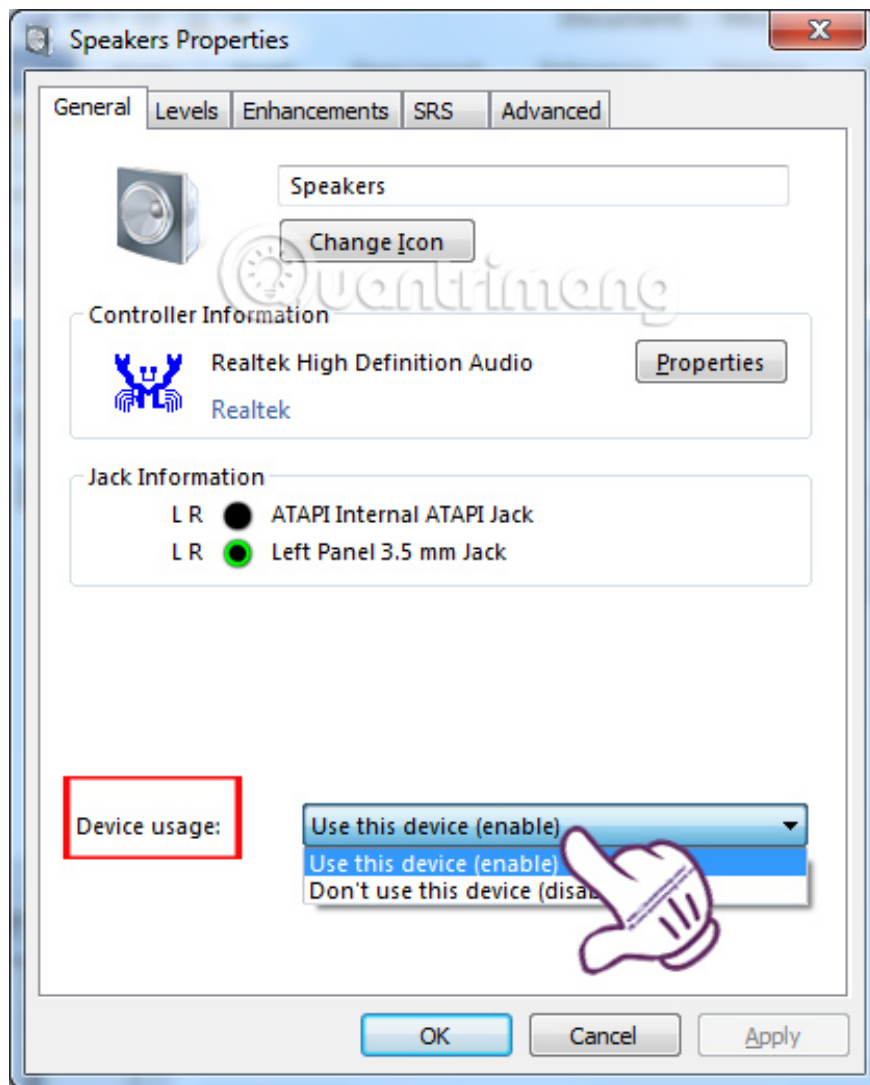 Speakers Properties
General Levels Enhancements SRS Advanced
Speakers
Change Icon
Quantrimang
Controller Information
Realtek High Definition Audio Properties
Realtek
Jack Information
L R ATAPI Internal ATAPI Jack
L R Left Panel 3.5 mm Jack
Device usage: Use this device (enable)
Use this device (enable)
Don't use this device
OK Cancel Apply